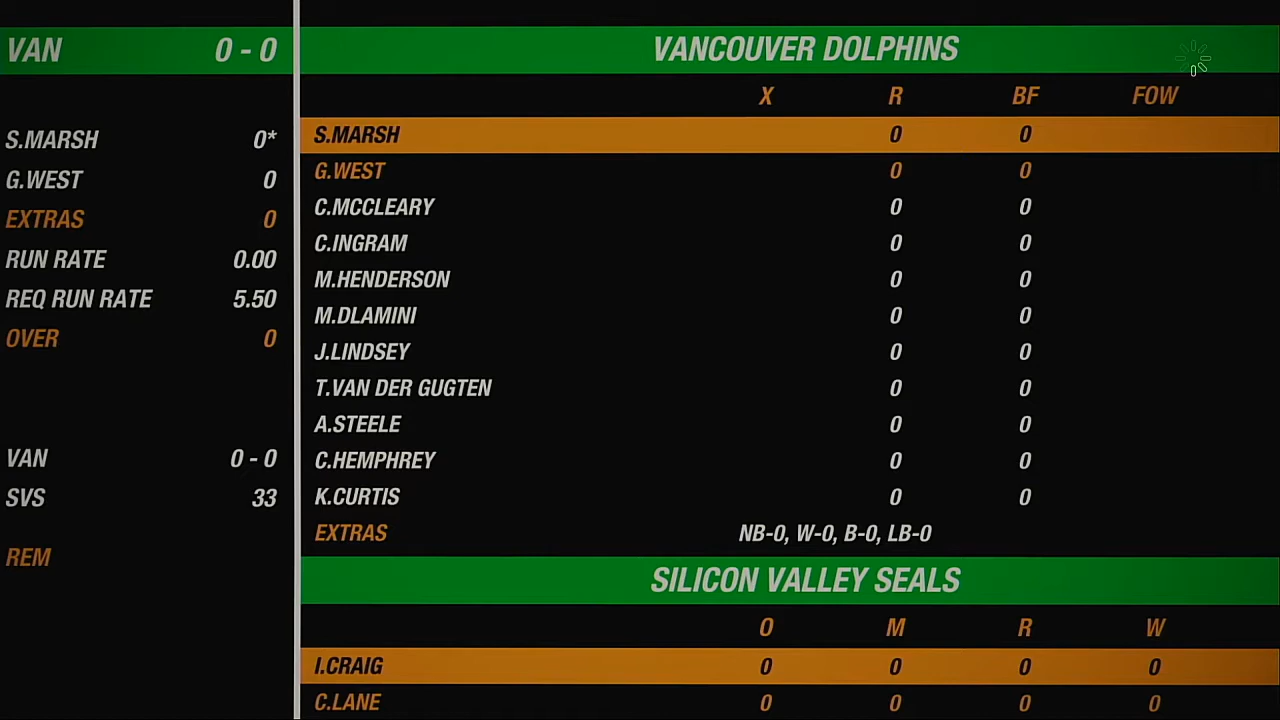 VAN 0 - 0
S.MARSH 0*
G.WEST 0
EXTRAS 0
RUN RATE 0.00
REQ RUN RATE 5.50
OVER 0
VAN 0 - 0
SVS 33
REM
VANCOUVER DOLPHINS
X R BF FOW
S.MARSH 0 0
G.WEST 0 0
C.MCCLEARY 0 0
C.INGRAM 0 0
M.HENDERSON 0 0
M.DLAMINI 0 0
J.LINDSEY 0 0
T.VAN DER GUGTEN 0 0
A.STEELE 0 0
C.HEMPHREY 0 0
K.CURTIS 0 0
EXTRAS NB-0, W-0, B-0, LB-0
SILICON VALLEY SEALS
O M R W
I.CRAIG 0 0 0 0
C.LANE 0 0 0 0